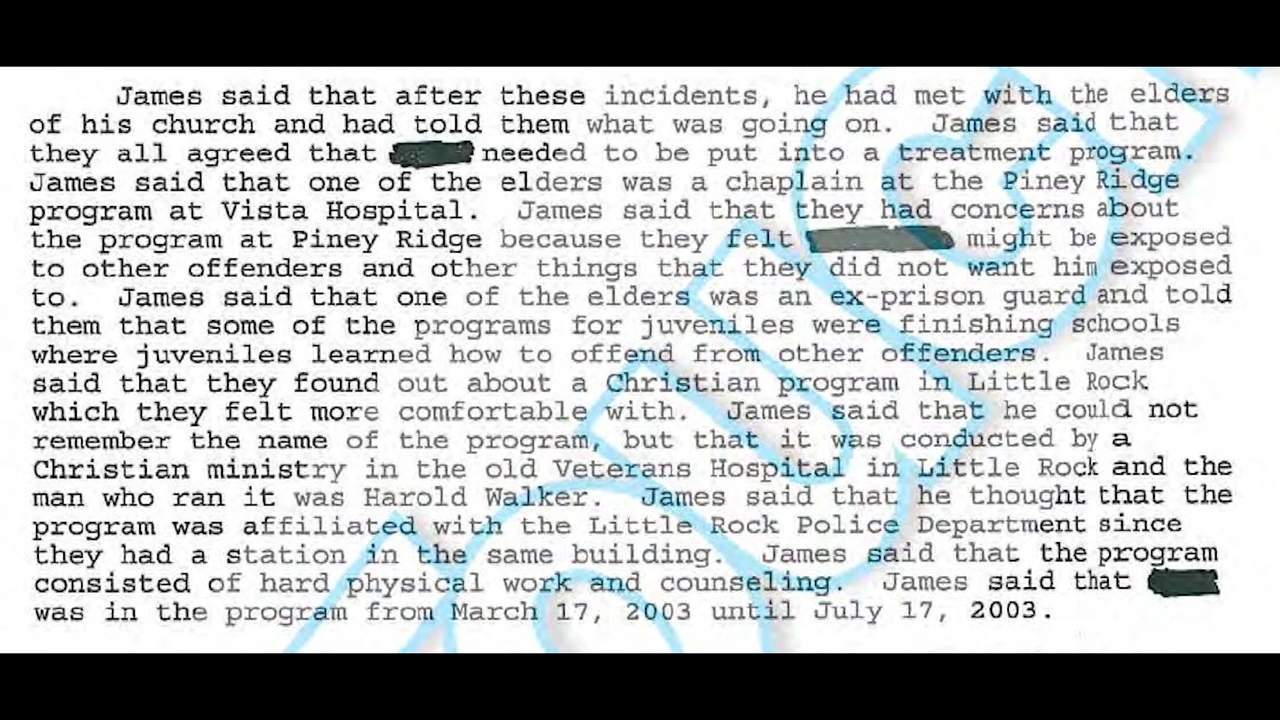 James said that after these incidents, he had met with the elders
of his church and had told them what was going on. James said that
they all agreed that needed to be put into a treatment program.
James said that one of the elders was a chaplain at the Piney Ridge
program at Vista Hospital. James said that they had concerns about
the program at Piney Ridge because they felt might be exposed
to other offenders and other things that they did not want him exposed
to. James said that one of the elders was an ex-prison guard and told
them that some of the programs for juveniles were finishing schools
where juveniles learned how to offend from other offenders. James
said that they found out about a Christian program in Little Rock
which they felt more comfortable with. James said that he could not
remember the name of the program, but that it was conducted by a
Christian ministry in the old Veterans Hospital in Little Rock and the
man who ran it was Harold Walker. James said that he thought that the
program was affiliated with the Little Rock Police Department since
they had a station in the same building. James said that the program
consisted of hard physical work and counseling. James said that
was in the program from March 17, 2003 until July 17, 2003.